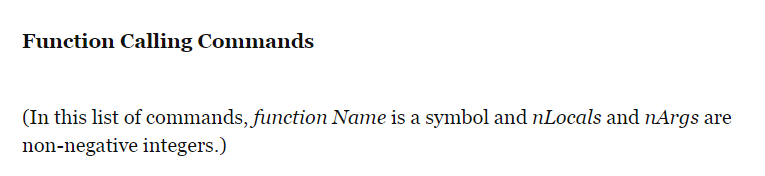 Function Calling Commands
(In this list of commands, function Name is a symbol and nLocals and nArgs are
non-negative integers.)